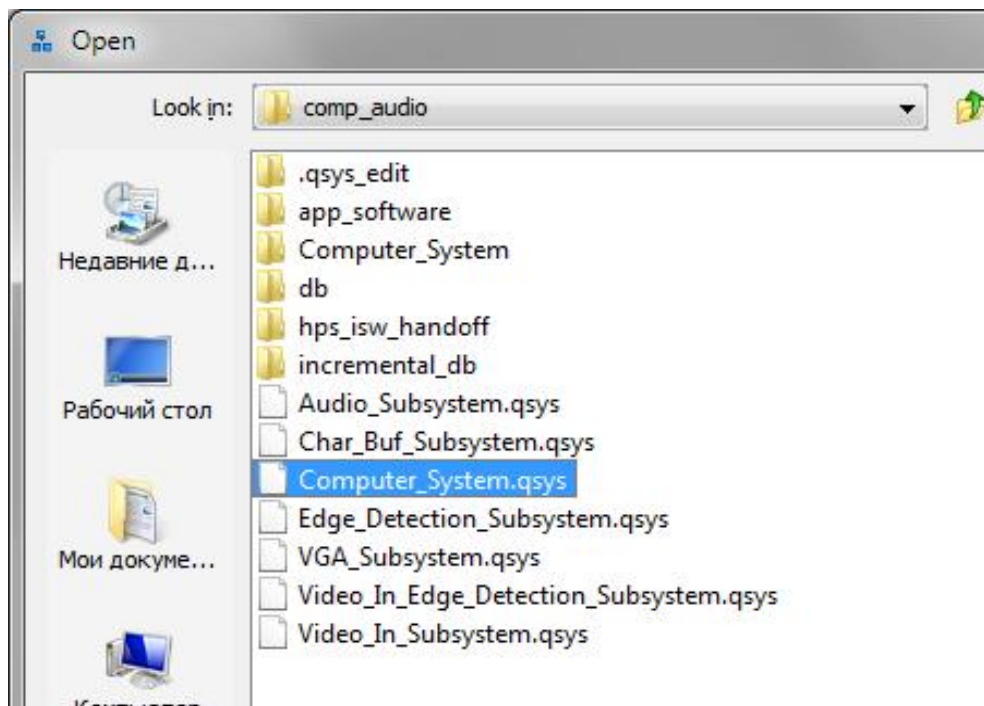 Open
Look in: comp_audio
.qsys_edit
app_software
Computer_System
db
hps_isw_handoff
incremental_db
Audio_Subsystem.qsys
Char_Buf_Subsystem.qsys
Computer_System.qsys
Edge_Detection_Subsystem.qsys
VGA_Subsystem.qsys
Video_In_Edge_Detection_Subsystem.qsys
Video_In_Subsystem.qsys
Недавние д...
Рабочий стол
Мои докуме...